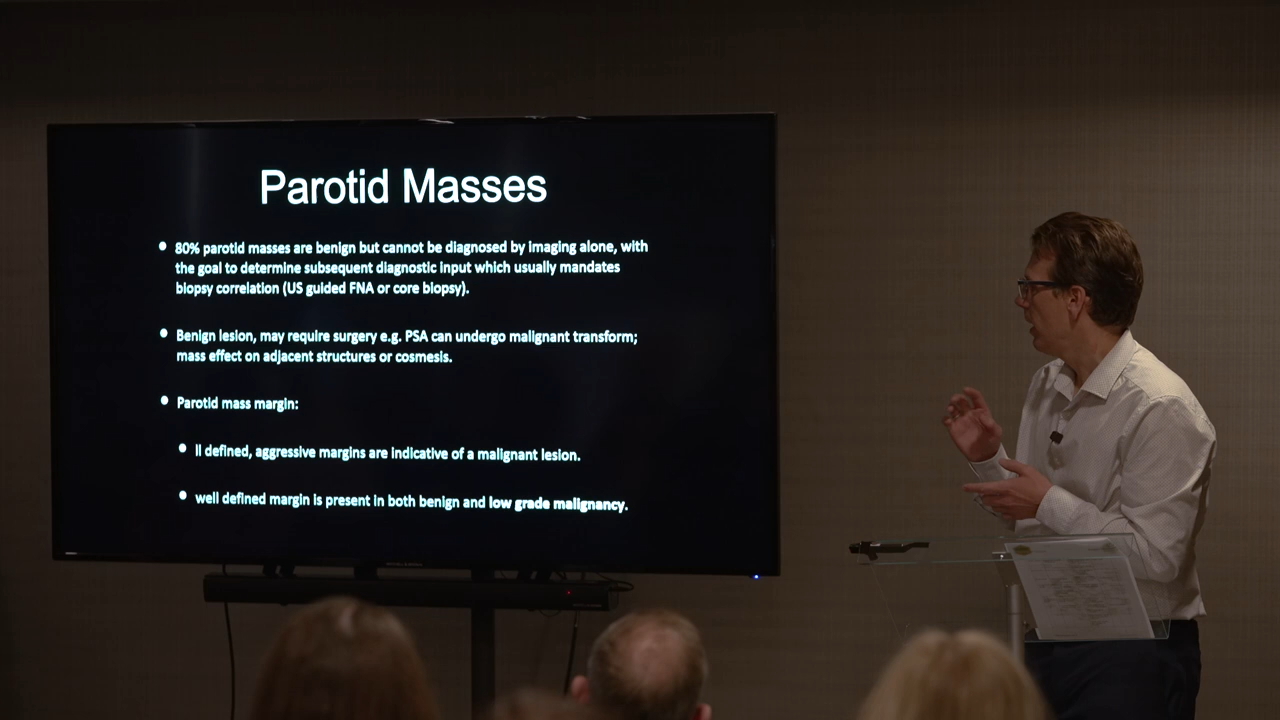 Parotid Masses
80% parotid masses are benign but cannot be diagnosed by imaging alone, with
the goal to determine subsequent diagnostic input which usually mandates
biopsy correlation (US guided FNA or core biopsy).
Benign lesion, may require surgery e.g. PSA can undergo malignant transform;
mass effect on adjacent structures or cosmesis.
Parotid mass margin:
ll defined, aggressive margins are indicative of a malignant lesion.
well defined margin is present in both benign and low grade malignancy.